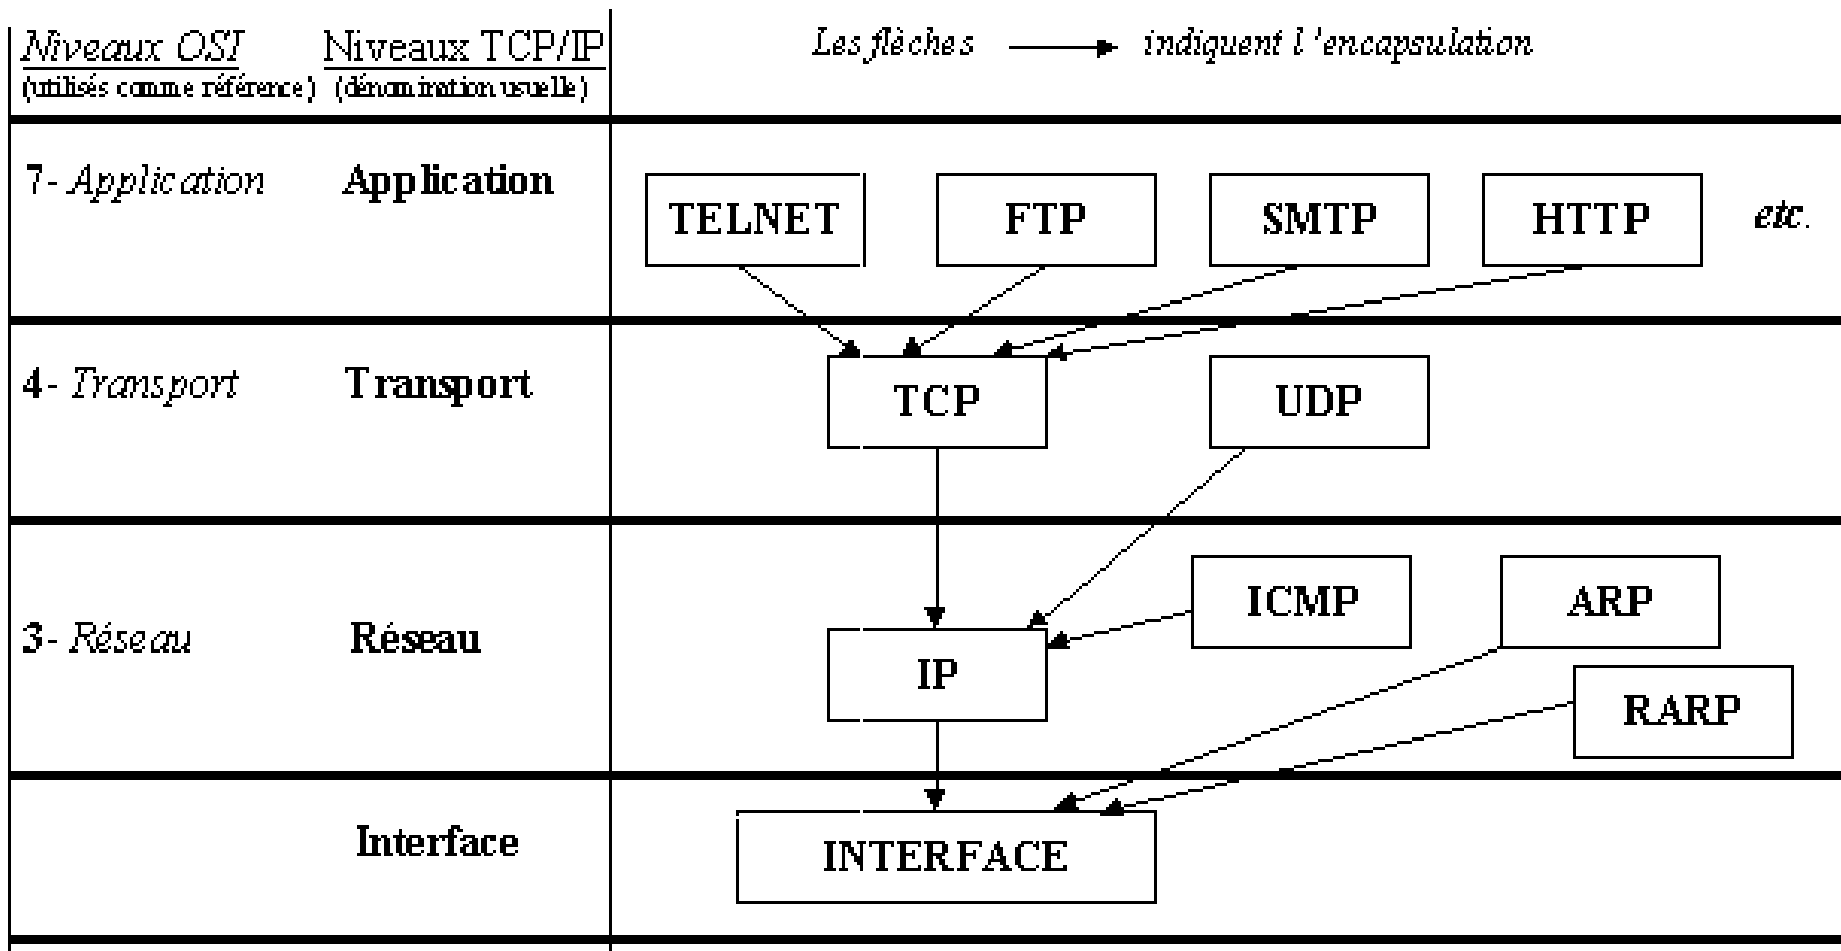 Niveaux OSI Niveaux TCP/IP Les flèches indiquent l'encapsulation
(utilisés comme référence) (dénomination usuelle)
7- Application Application
TELNET FTP SMTP HTTP etc.
4- Transport Transport
TCP UDP
ICMP ARP
3- Réseau Réseau
IP
RARP
Interface
INTERFACE